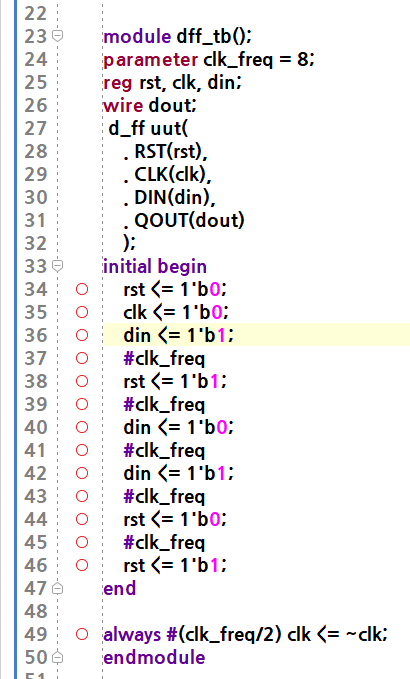 22
23 module dff_tb();
24 parameter clk_freq = 8;
25 reg rst, clk, din;
26 wire dout;
27 d_ff uut(
28 . RST(rst),
29 . CLK(clk),
30 . DIN(din),
31 . QOUT(dout)
32 );
33 initial begin
34 rst <= 1'b0;
35 clk <= 1'b0;
36 din <= 1'b1;
37 #clk_freq
38 rst <= 1'b1;
39 #clk_freq
40 din <= 1'b0;
41 #clk_freq
42 din <= 1'b1;
43 #clk_freq
44 rst <= 1'b0;
45 #clk_freq
46 rst <= 1'b1;
47 end
48
49 always #(clk_freq/2) clk <= ~clk;
50 endmodule